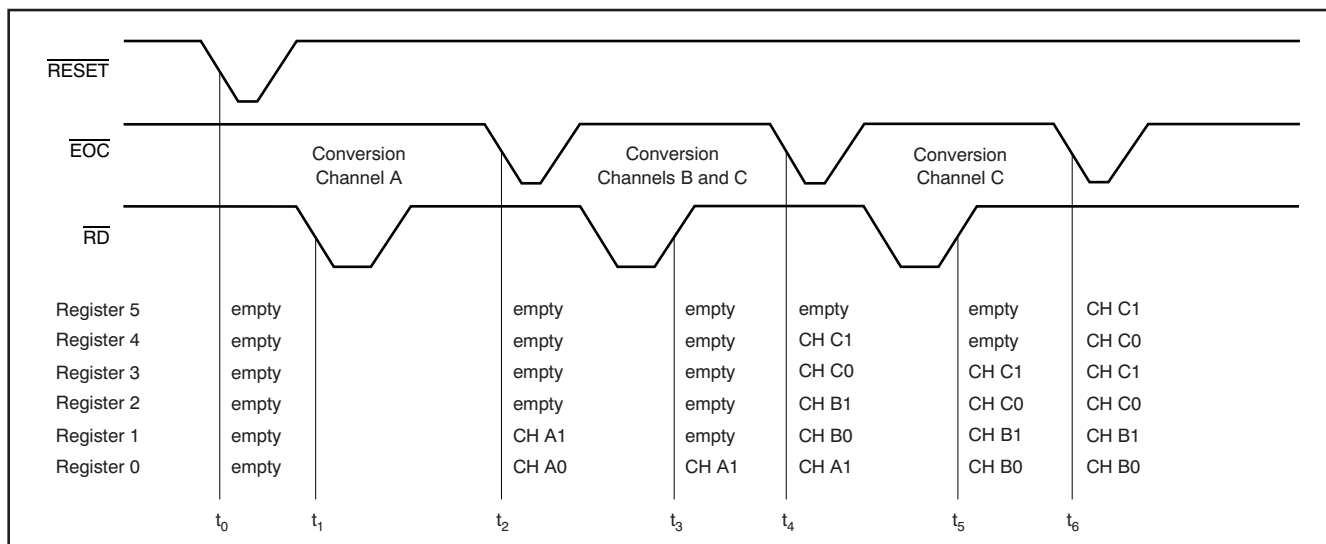 RESET
EOC
Conversion
Channel A
Conversion
Channels B and C
Conversion
Channel C
RD
Register 5 empty empty empty empty empty CH C1
Register 4 empty empty empty CH C1 empty CH C0
Register 3 empty empty empty CH C0 CH C1 CH C1
Register 2 empty empty empty CH B1 CH C0 CH C0
Register 1 empty CH A1 empty CH B0 CH B1 CH B1
Register 0 empty CH A0 CH A1 CH A1 CH B0 CH B0
t0 t1 t2 t3 t4 t5 t6